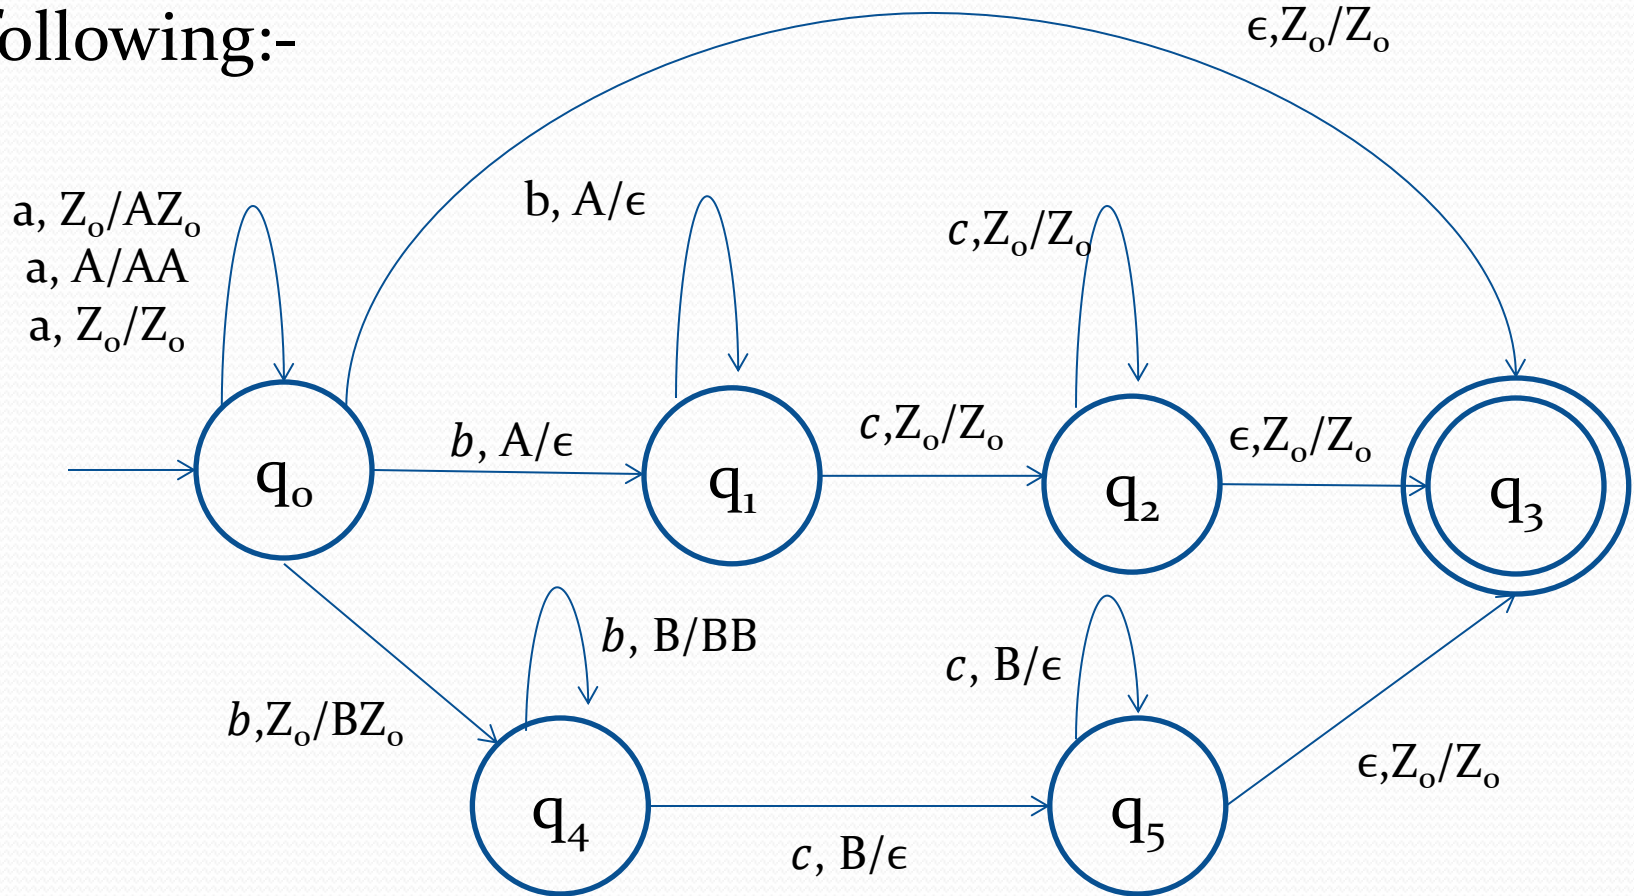 ollowing:-
ϵ,Z₀/Z₀
a, Z₀/AZ₀
a, A/AA
a, Z₀/Z₀
b, A/ϵ
c,Z₀/Z₀
b, A/ϵ
c,Z₀/Z₀
ϵ,Z₀/Z₀
q₀
q₁
q₂
q₃
b, B/BB
c, B/ϵ
b,Z₀/BZ₀
ϵ,Z₀/Z₀
q₄
q₅
c, B/ϵ